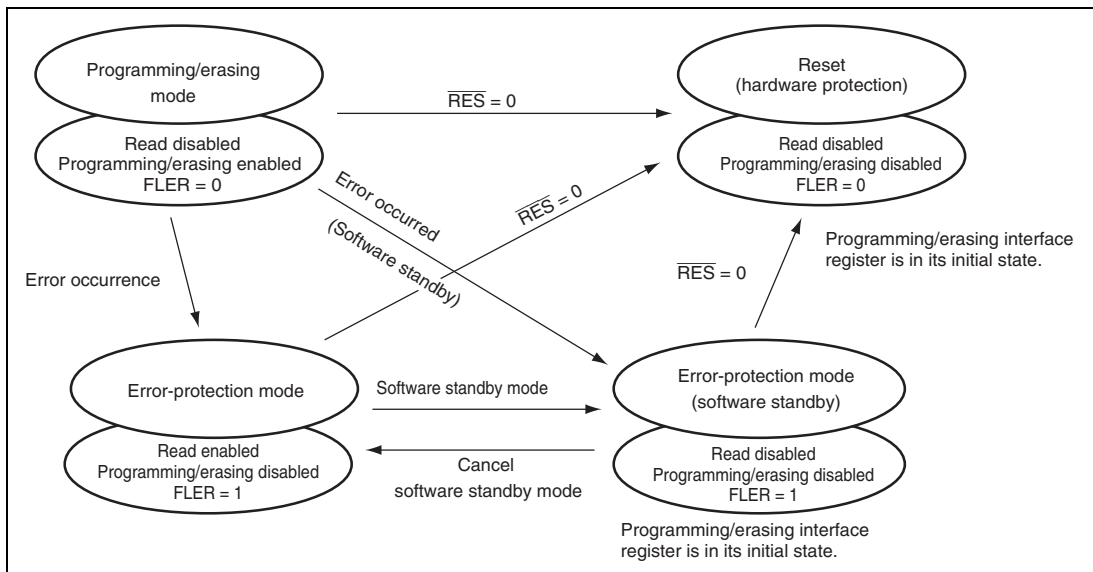 Programming/erasing
mode
Read disabled
Programming/erasing enabled
FLER = 0
R̅E̅S̅ = 0
Reset
(hardware protection)
Read disabled
Programming/erasing disabled
FLER = 0
Programming/erasing interface
register is in its initial state.
Error occurred
(Software standby)
R̅E̅S̅ = 0
R̅E̅S̅ = 0
Error occurrence
Error-protection mode
Read enabled
Programming/erasing disabled
FLER = 1
Software standby mode
Cancel
software standby mode
Error-protection mode
(software standby)
Read disabled
Programming/erasing disabled
FLER = 1
Programming/erasing interface
register is in its initial state.